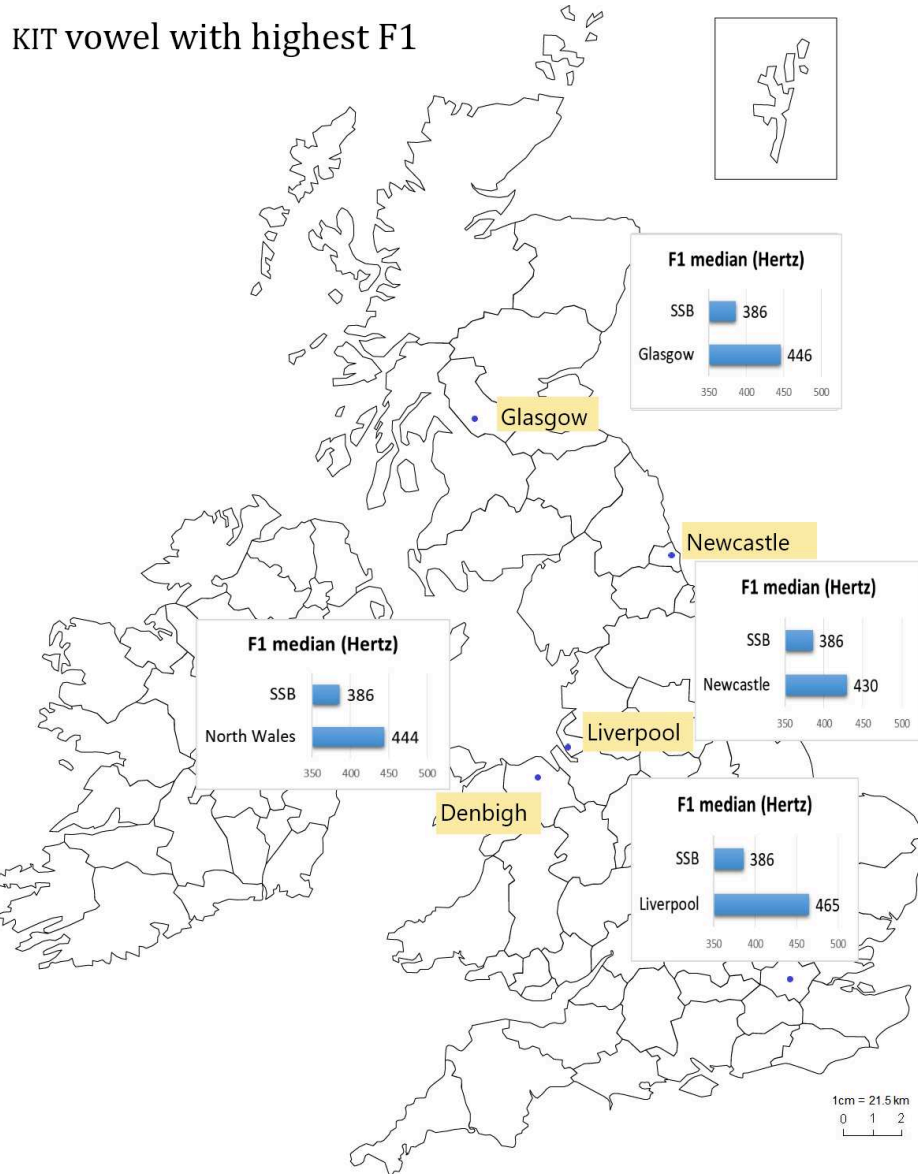 KIT vowel with highest F1
F1 median (Hertz)
SSB 386
Glasgow 446
350 400 450 500
Glasgow
Newcastle
F1 median (Hertz)
SSB 386
Newcastle 430
350 400 450 500
F1 median (Hertz)
SSB 386
North Wales 444
350 400 450 500
Liverpool
Denbigh
F1 median (Hertz)
SSB 386
Liverpool 465
350 400 450 500
1cm = 21.5 km
0 1 2